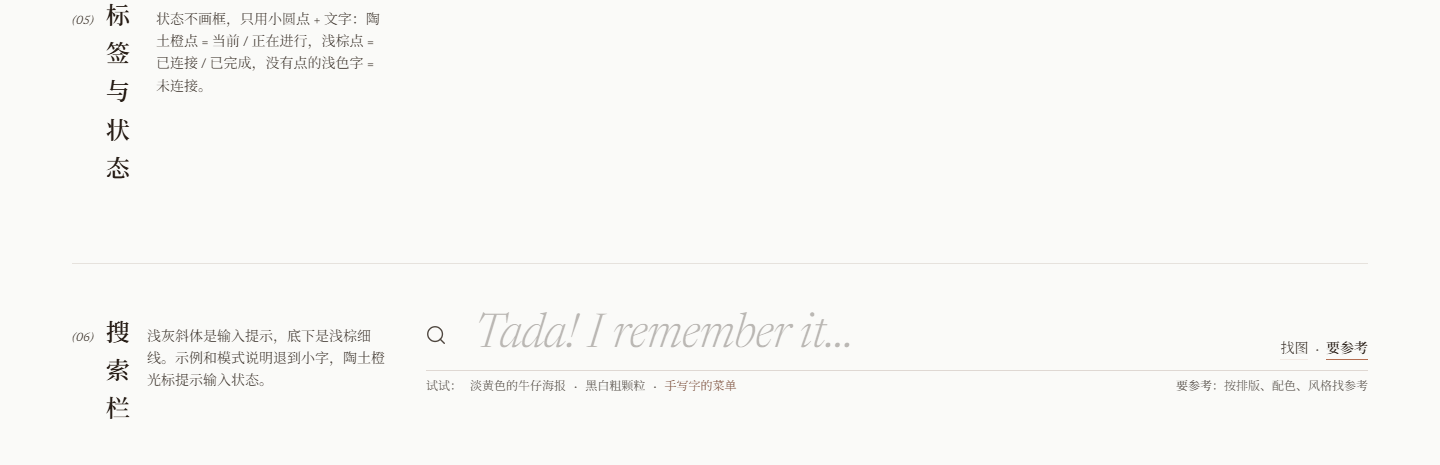 (05) 标签与状态
状态不画框，只用小圆点 + 文字：陶
土橙点 = 当前 / 正在进行，浅棕点 =
已连接 / 已完成，没有点的浅色字 =
未连接。
(06) 搜索栏
浅灰斜体是输入提示，底下是浅棕细
线。示例和模式说明退到小字，陶土橙
光标提示输入状态。
Tada! I remember it...
找图 · 要参考
试试： 淡黄色的牛仔海报 · 黑白粗颗粒 · 手写字的菜单
要参考：按排版、配色、风格找参考